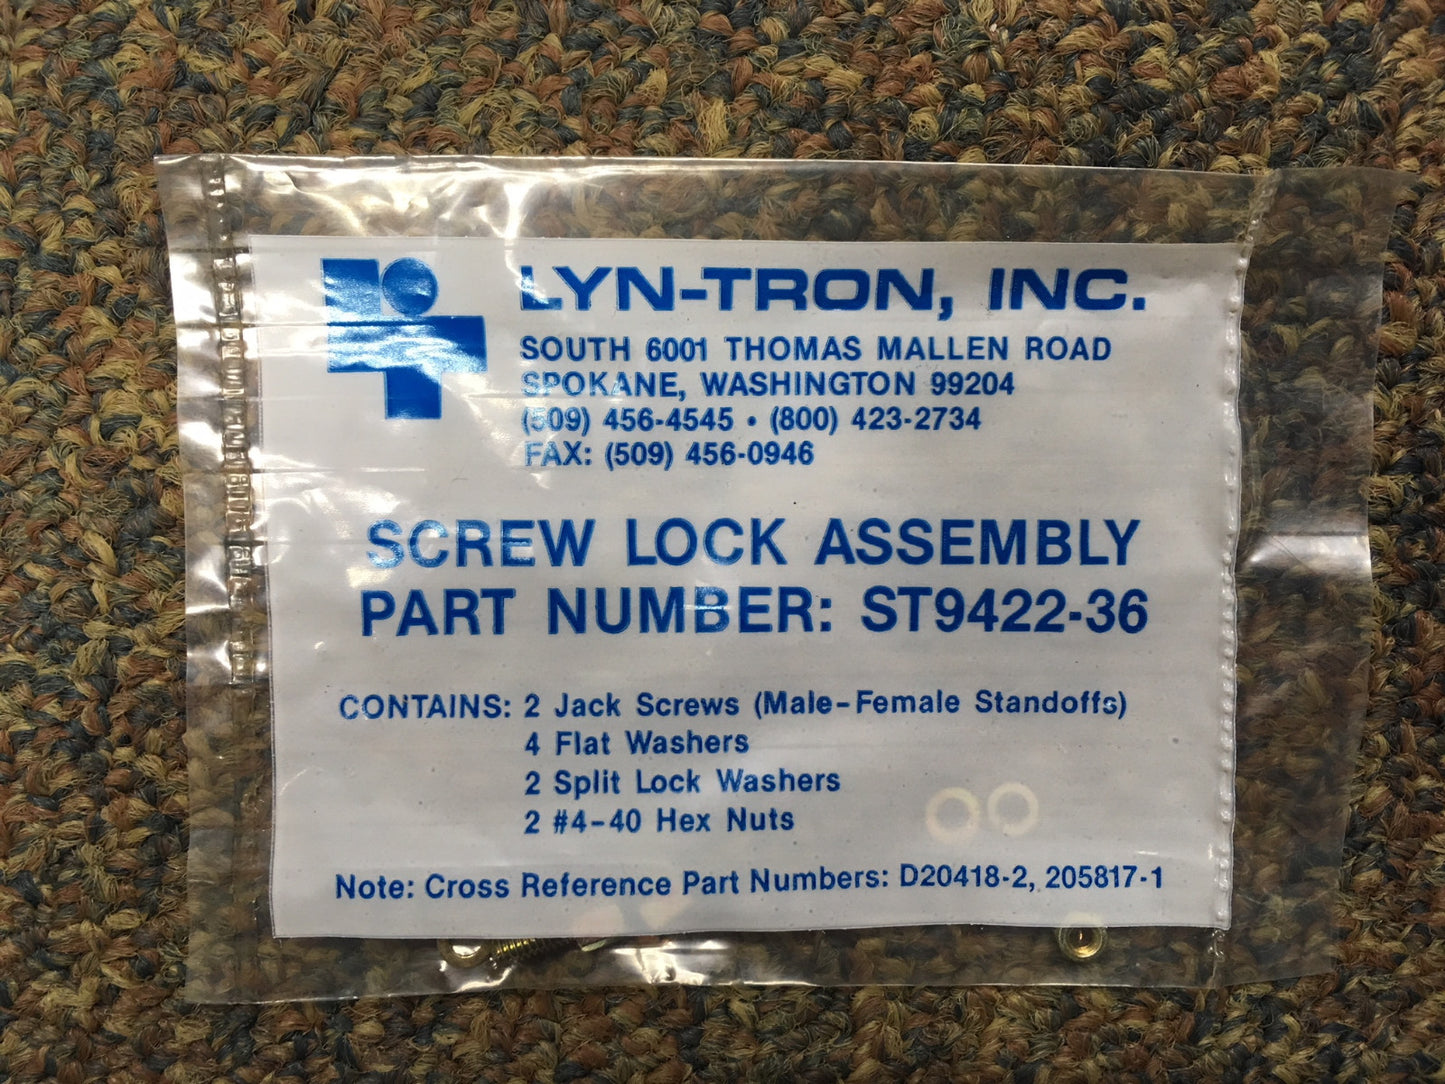 LYN-TRON, INC.
SOUTH 6001 THOMAS MALLEN ROAD
SPOKANE, WASHINGTON 99204
(509) 456-4545 • (800) 423-2734
FAX: (509) 456-0946
SCREW LOCK ASSEMBLY
PART NUMBER: ST9422-36
CONTAINS: 2 Jack Screws (Male-Female Standoffs)
4 Flat Washers
2 Split Lock Washers
2 #4-40 Hex Nuts
Note: Cross Reference Part Numbers: D20418-2, 205817-1